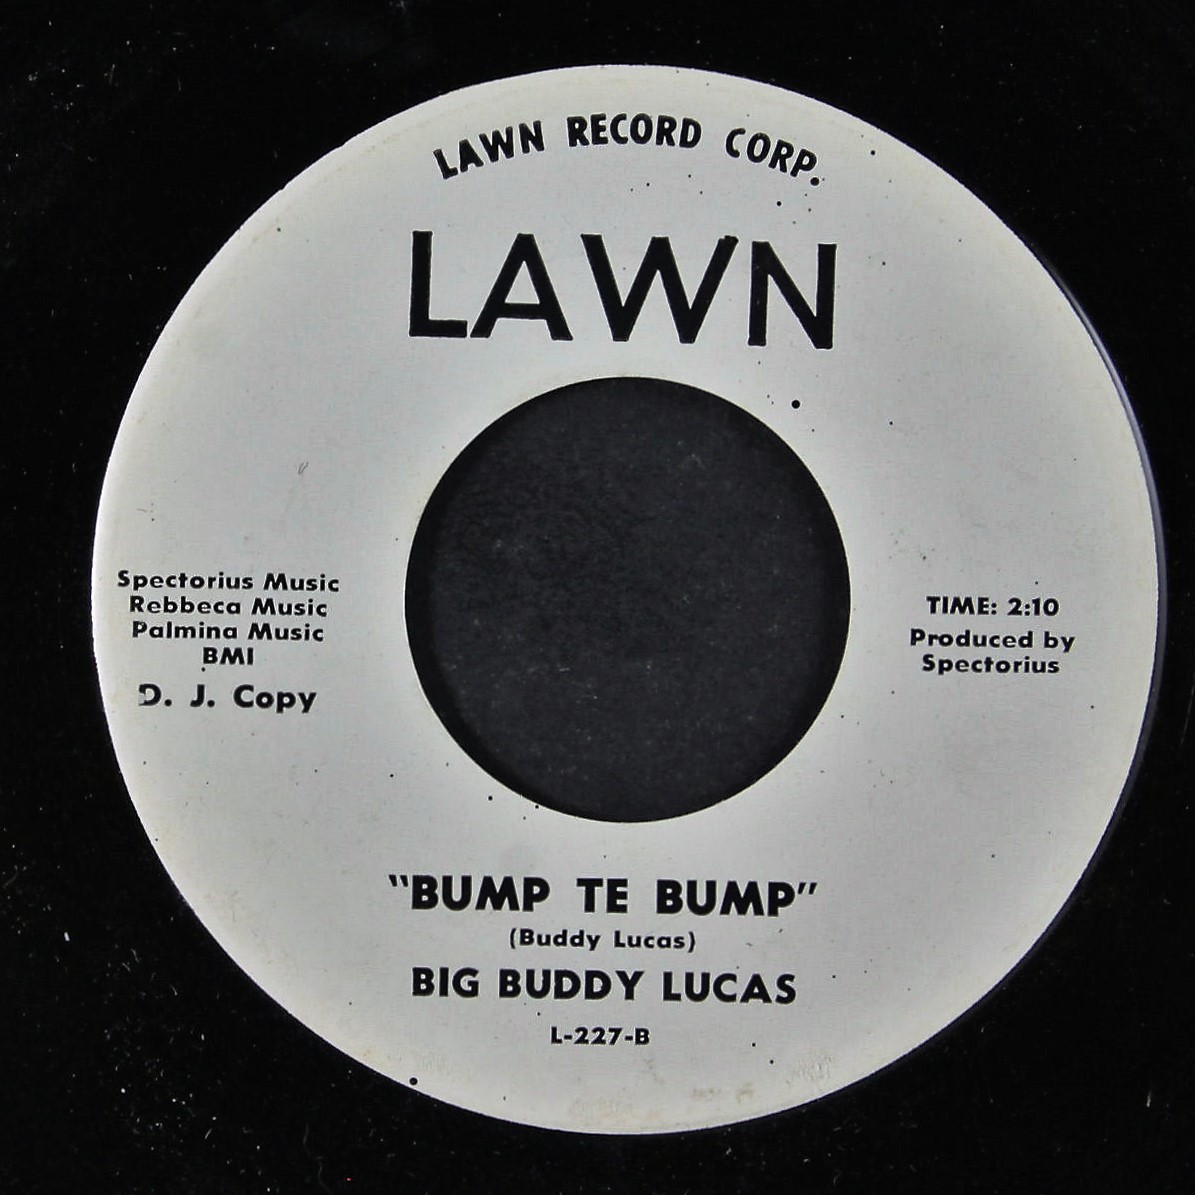 LAWN RECORD CORP.
LAWN
Spectorius Music
Rebbeca Music
Palmina Music
BMI
D. J. Copy
TIME: 2:10
Produced by
Spectorius
"BUMP TE BUMP"
(Buddy Lucas)
BIG BUDDY LUCAS
L-227-B